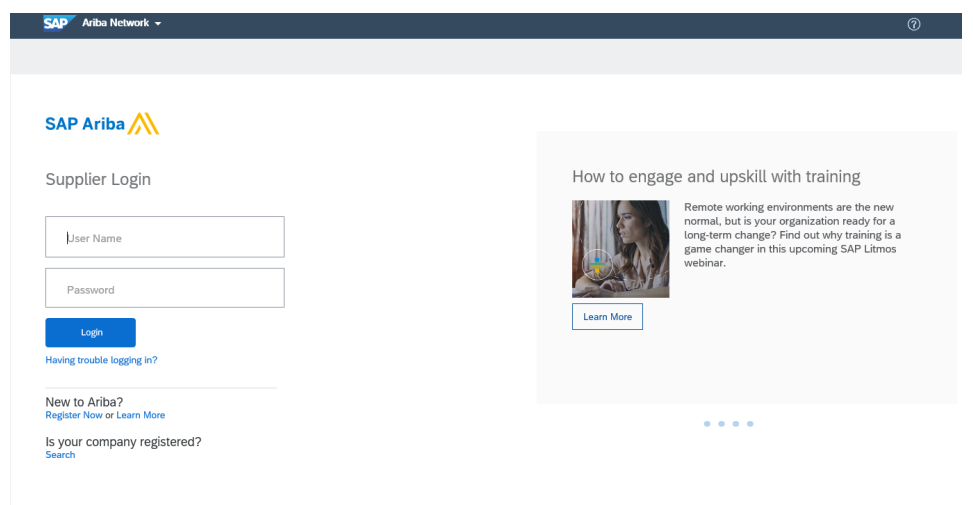 SAP Ariba Network
SAP Ariba
Supplier Login
User Name
Password
Login
Having trouble logging in?
New to Ariba?
Register Now or Learn More
Is your company registered?
Search
How to engage and upskill with training
Remote working environments are the new
normal, but is your organization ready for a
long-term change? Find out why training is a
game changer in this upcoming SAP Litmos
webinar.
Learn More